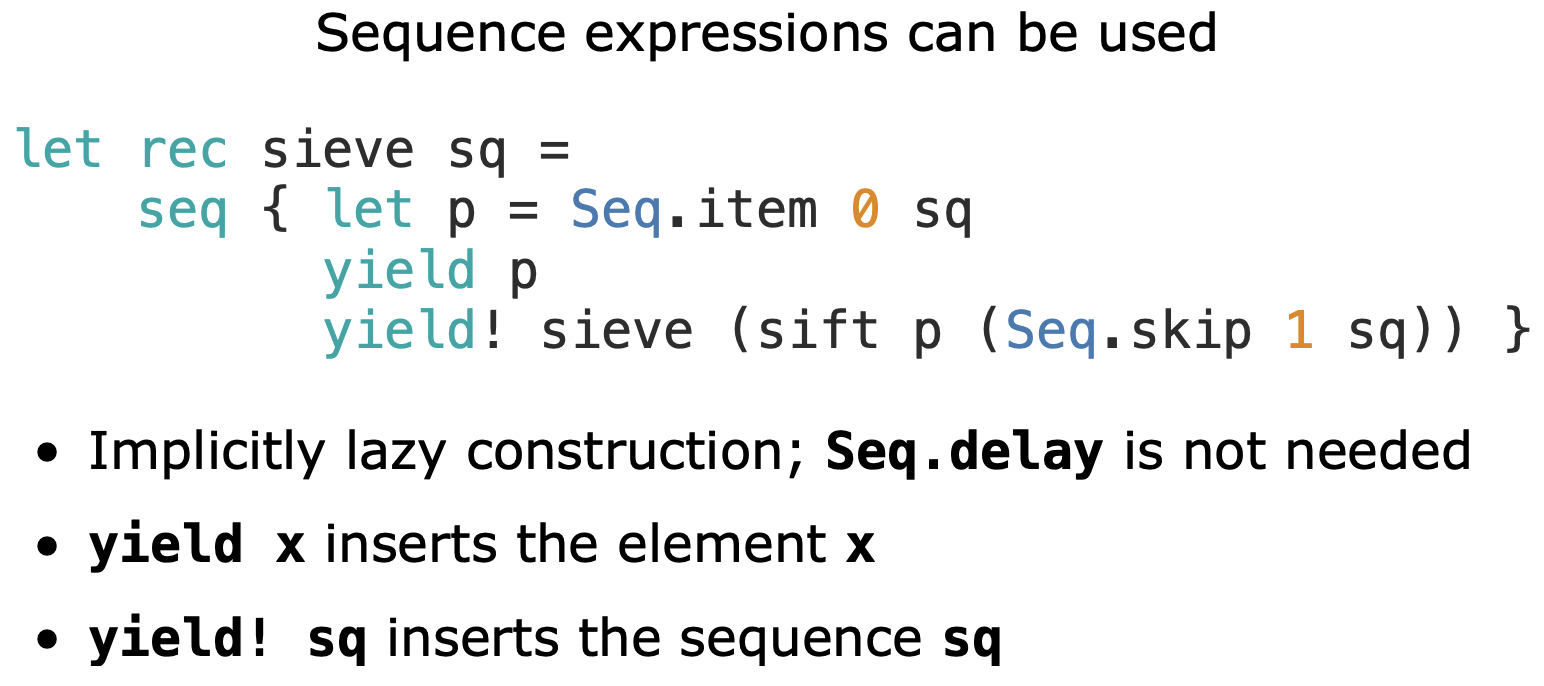 Sequence expressions can be used
let rec sieve sq =
    seq { let p = Seq.item 0 sq
          yield p
          yield! sieve (sift p (Seq.skip 1 sq)) }
• Implicitly lazy construction; Seq.delay is not needed
• yield x inserts the element x
• yield! sq inserts the sequence sq